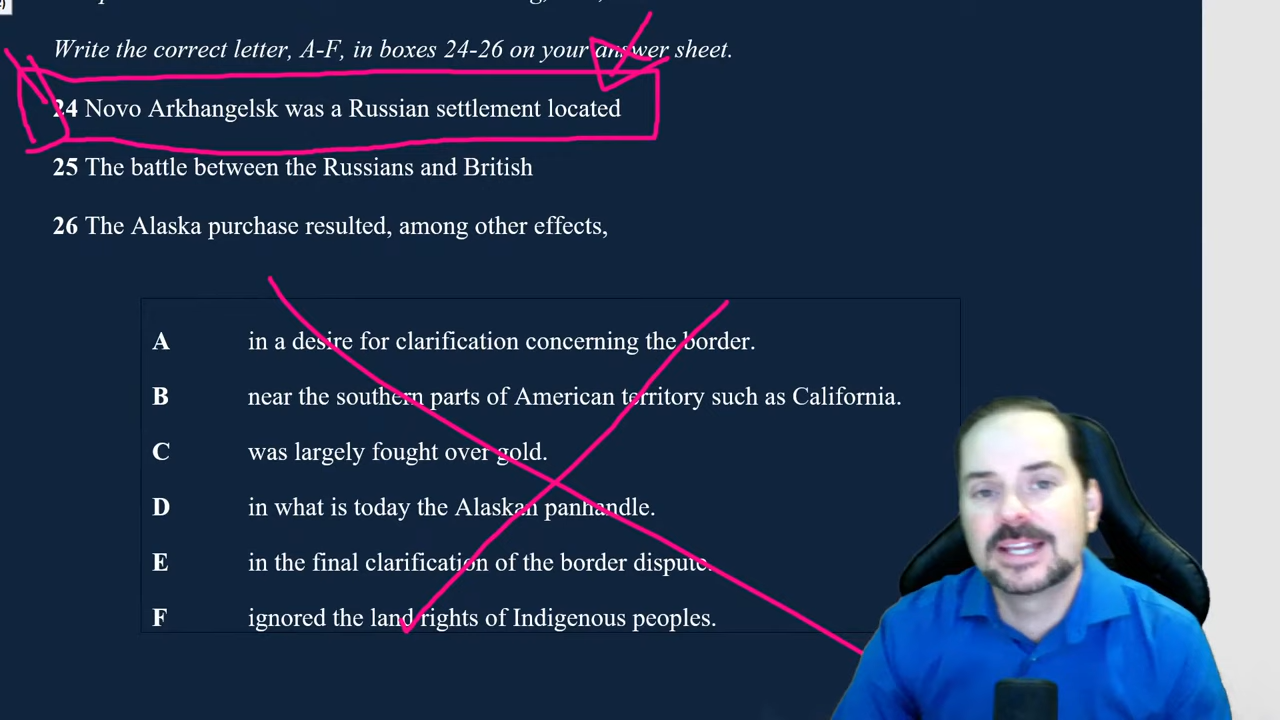 Write the correct letter, A-F, in boxes 24-26 on your answer sheet.
24 Novo Arkhangelsk was a Russian settlement located
25 The battle between the Russians and British
26 The Alaska purchase resulted, among other effects,
A in a desire for clarification concerning the border.
B near the southern parts of American territory such as California.
C was largely fought over gold.
D in what is today the Alaskan panhandle.
E in the final clarification of the border dispute.
F ignored the land rights of Indigenous peoples.